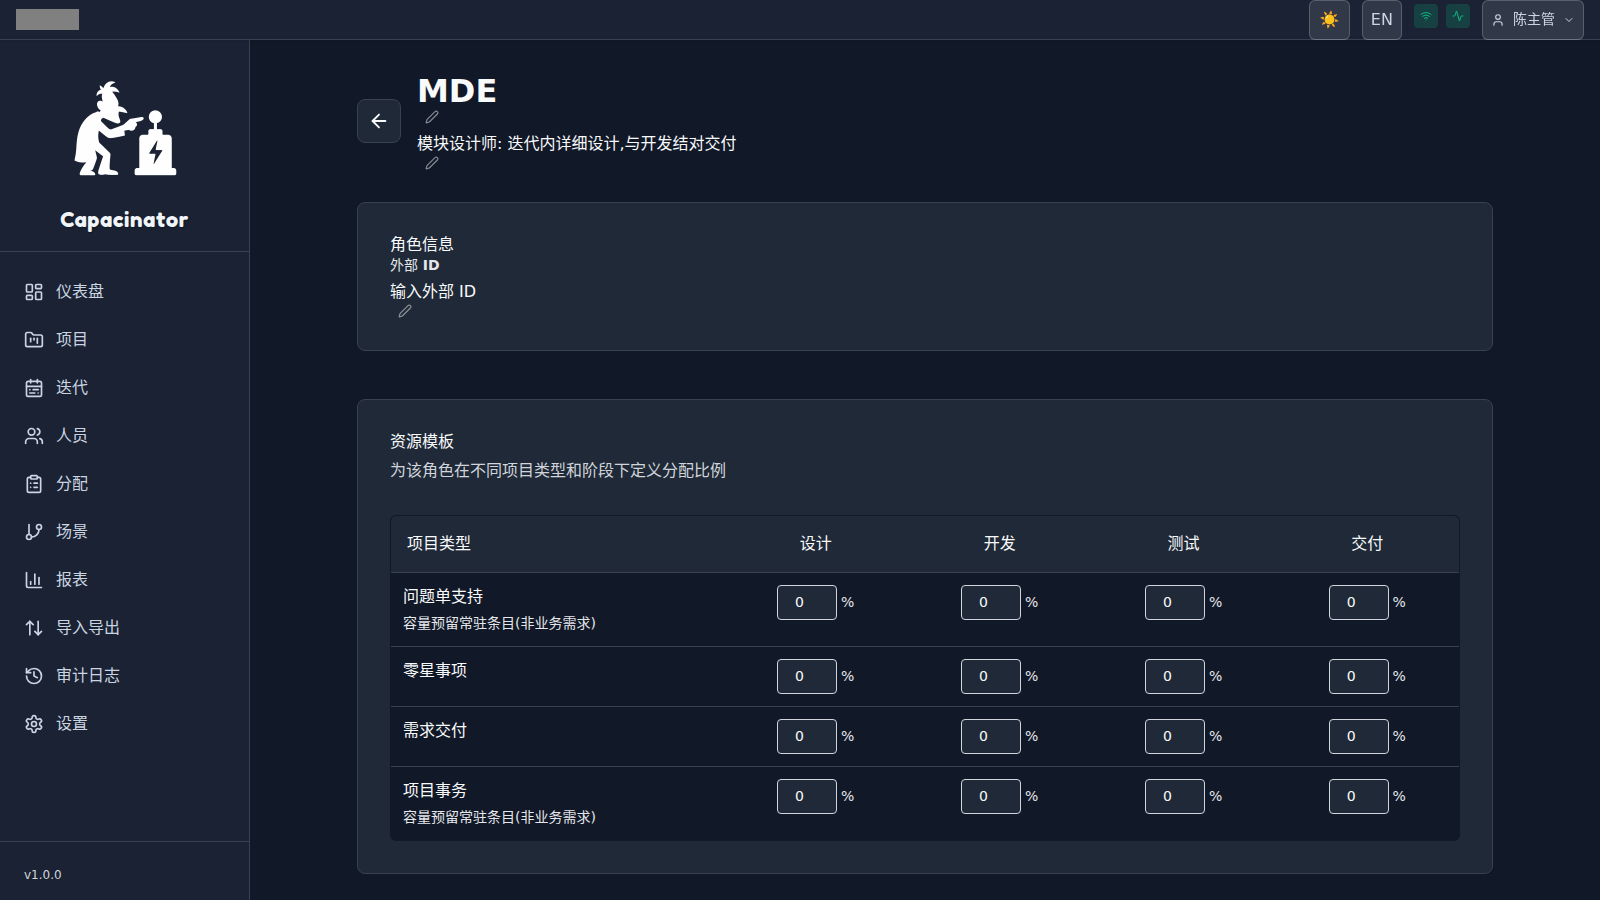 EN
陈主管
Capacinator
仪表盘
项目
迭代
人员
分配
场景
报表
导入导出
审计日志
设置
v1.0.0
MDE
模块设计师: 迭代内详细设计,与开发结对交付
角色信息
外部 ID
输入外部 ID
资源模板
为该角色在不同项目类型和阶段下定义分配比例
项目类型 设计 开发 测试 交付
问题单支持 0 % 0 % 0 % 0 %
容量预留常驻条目(非业务需求)
零星事项 0 % 0 % 0 % 0 %
需求交付 0 % 0 % 0 % 0 %
项目事务 0 % 0 % 0 % 0 %
容量预留常驻条目(非业务需求)